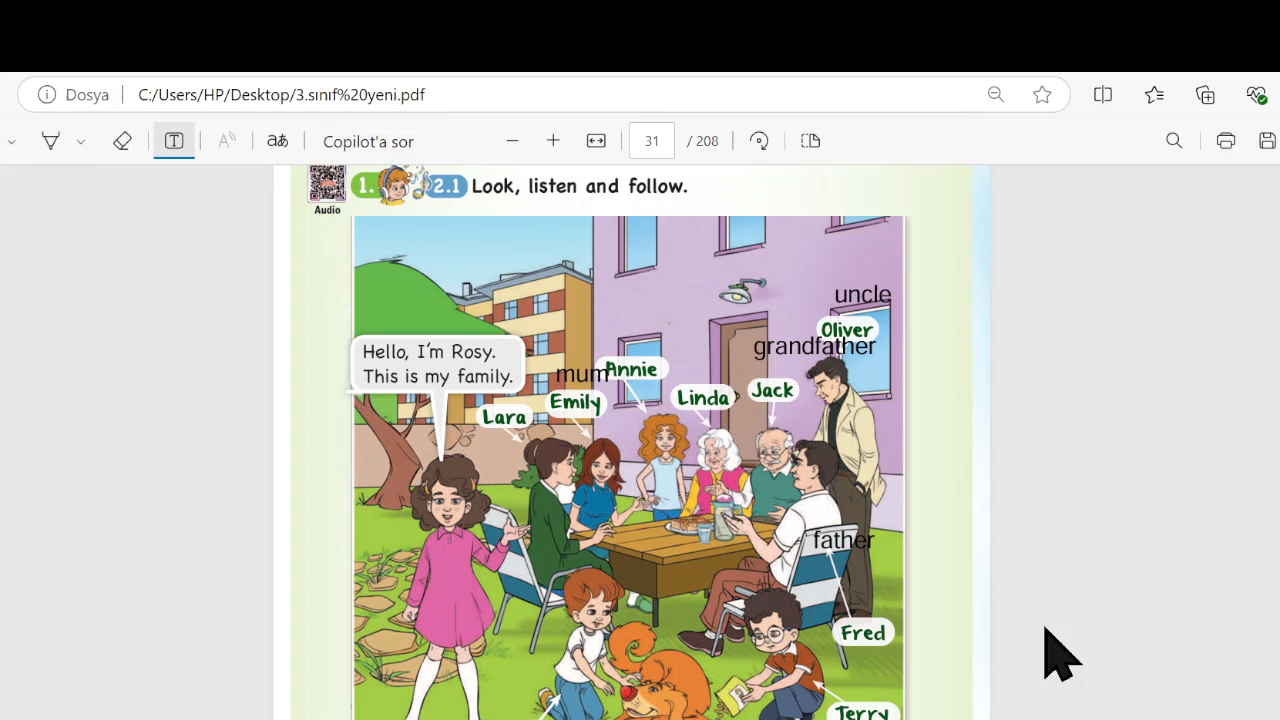 Dosya
C:/Users/HP/Desktop/3.sınıf%20yeni.pdf
aあ
Copilot'a sor
31 / 208
Audio
1. 2.1 Look, listen and follow.
uncle
Oliver
grandfather
Hello, I'm Rosy.
This is my family.
mum
Annie
Jack
Emily
Linda
Lara
father
Fred
Terry